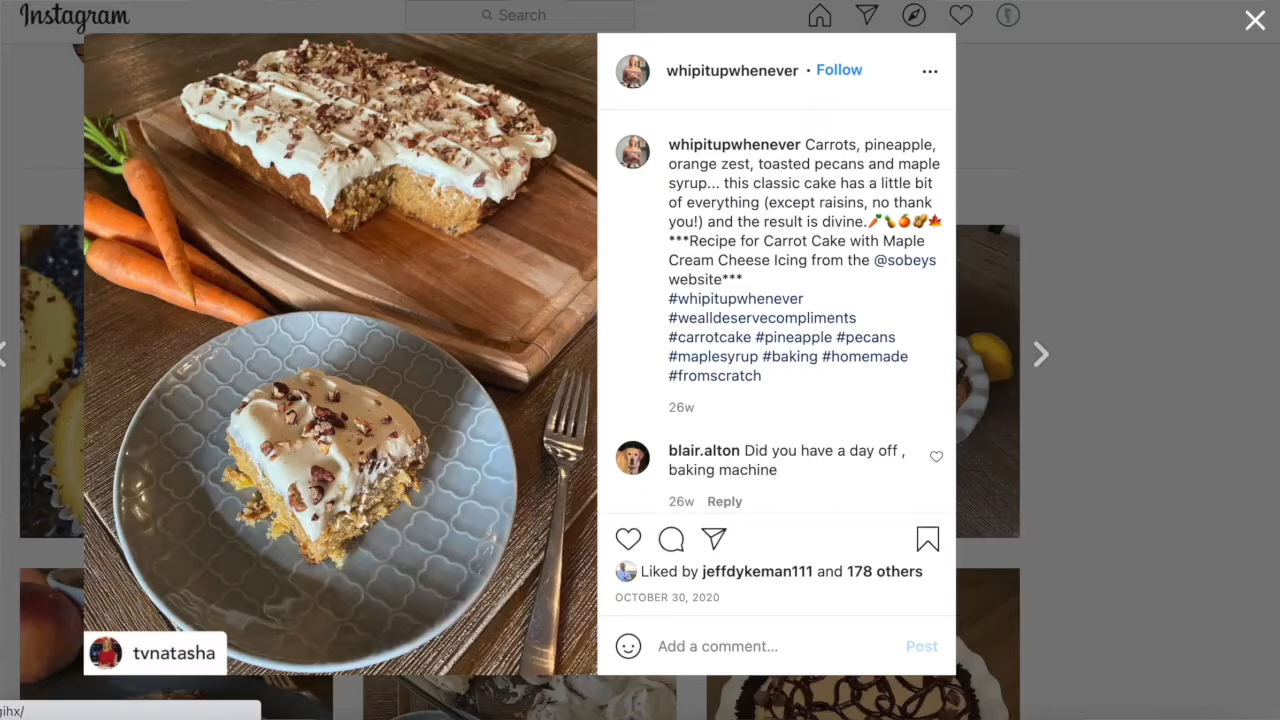 Instagram
Search
whipitupwhenever • Follow
whipitupwhenever Carrots, pineapple,
orange zest, toasted pecans and maple
syrup... this classic cake has a little bit
of everything (except raisins, no thank
you!) and the result is divine.🥕🍍🍊🥜🍁
***Recipe for Carrot Cake with Maple
Cream Cheese Icing from the @sobeys
website***
#whipitupwhenever
#wealldeservecompliments
#carrotcake #pineapple #pecans
#maplesyrup #baking #homemade
#fromscratch
26w
blair.alton Did you have a day off ,
baking machine
26w Reply
Liked by jeffdykeman111 and 178 others
OCTOBER 30, 2020
Add a comment... Post
tvnatasha
gihx/